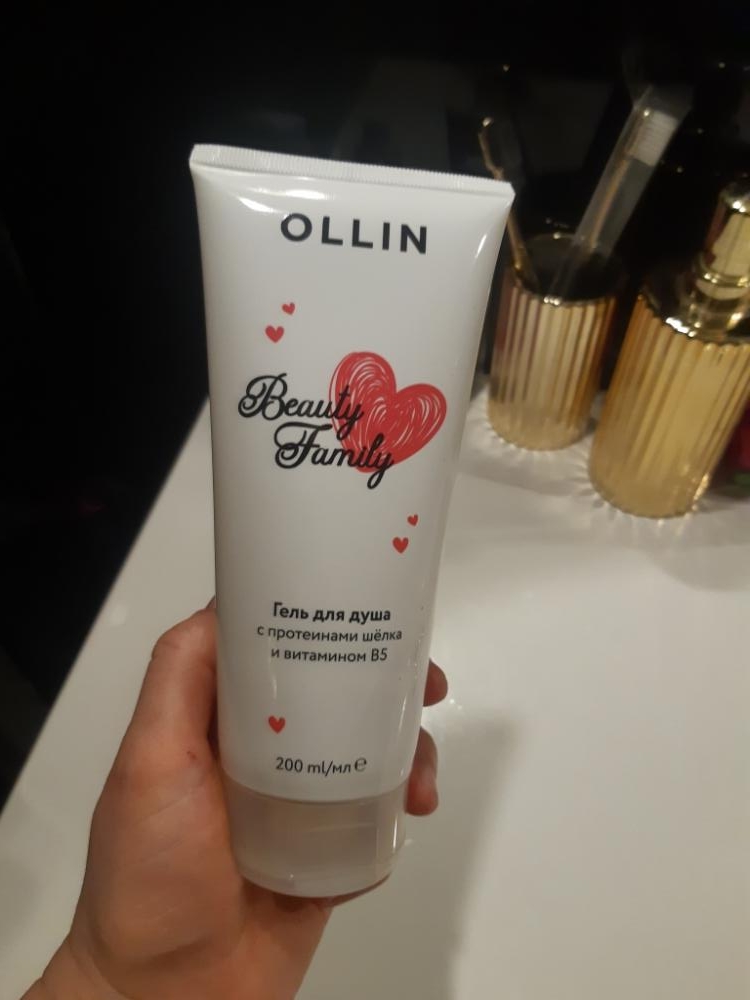 OLLIN
Beauty
Family
Гель для душа
с протеинами шёлка
и витамином B5
200 ml/мл ℮